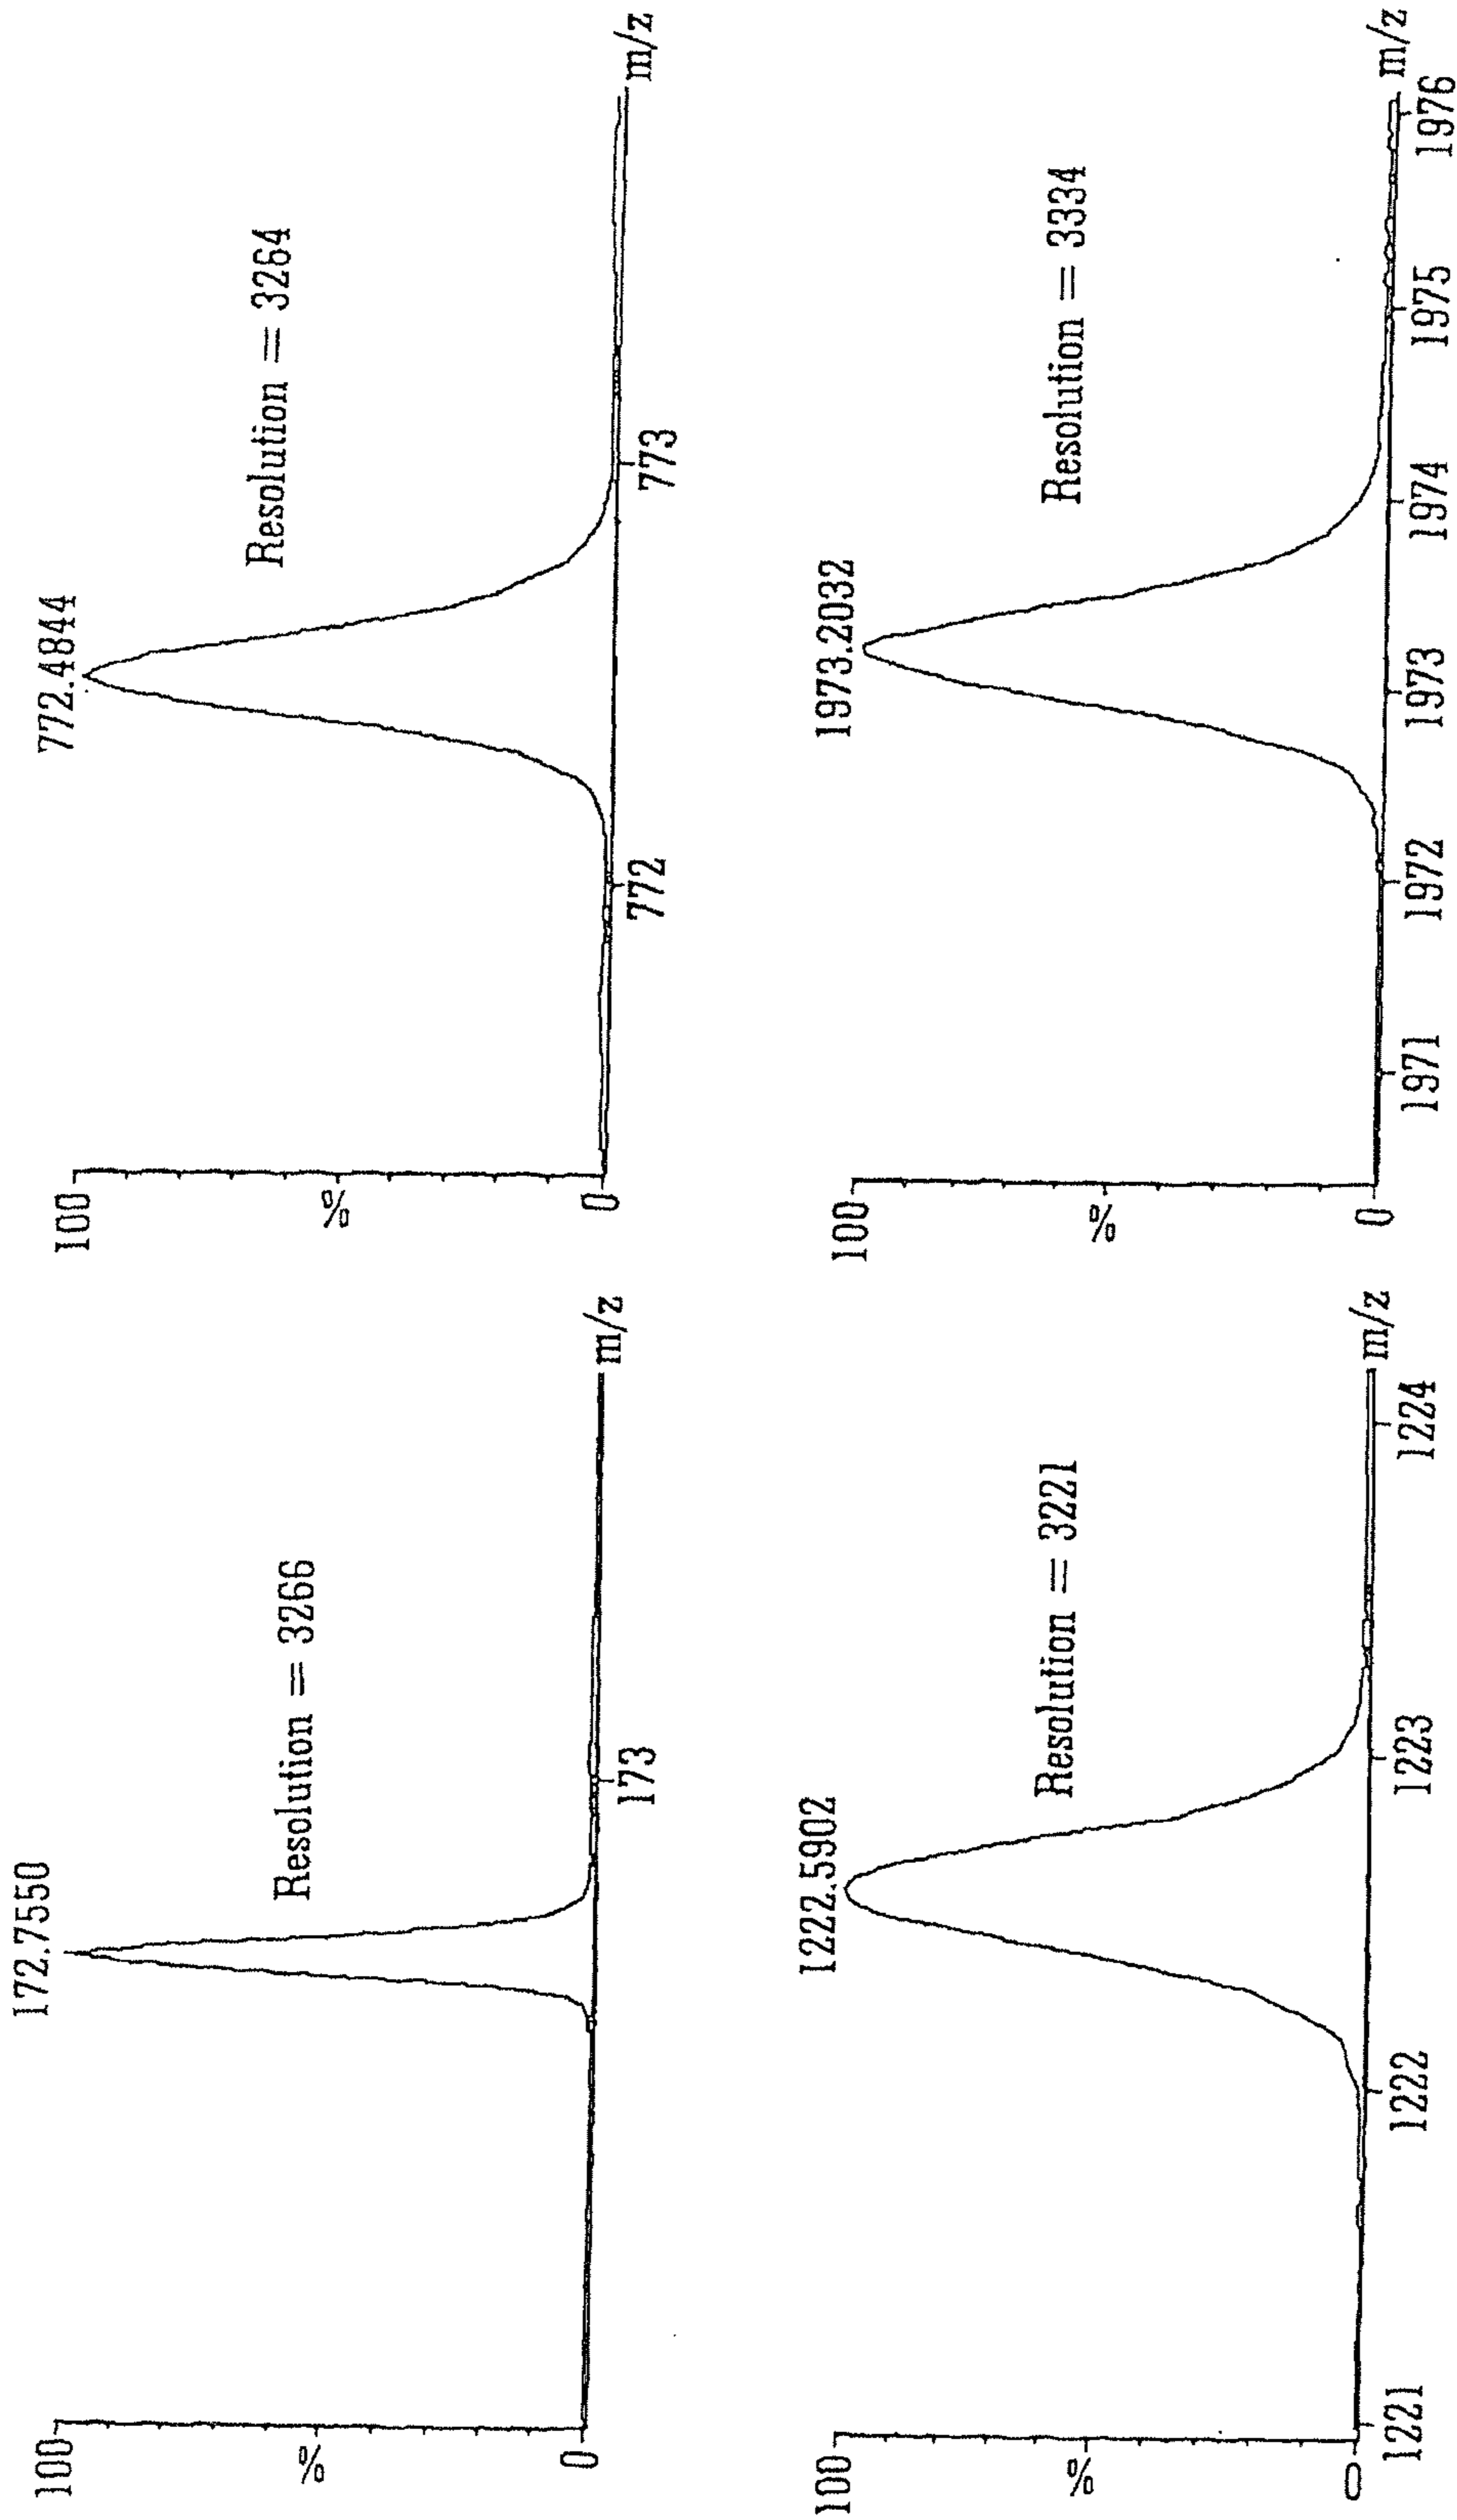 172.7550
100
Resolution = 3266
%
0
173
m/z
772.4844
100
Resolution = 3264
%
0
772 773
m/z
1222.5902
100
Resolution = 3221
%
0
1221 1222 1223 1224
m/z
1973.2032
100
Resolution = 3334
%
0
1971 1972 1973 1974 1975 1976
m/z